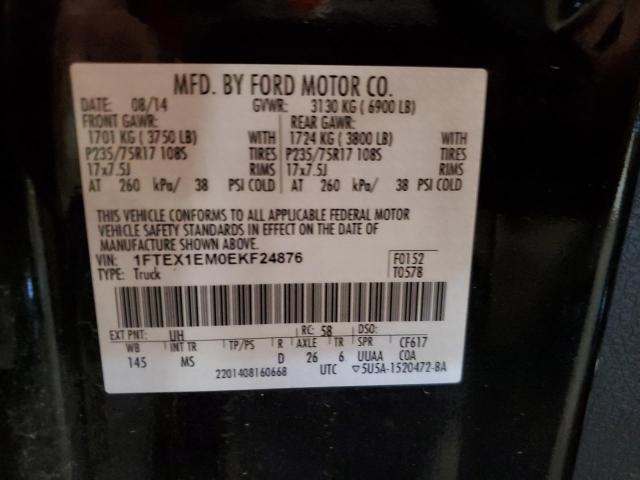 MFD. BY FORD MOTOR CO.
DATE: 08/14 GVWR: 3130 KG ( 6900 LB)
FRONT GAWR: REAR GAWR:
1701 KG ( 3750 LB) WITH 1724 KG ( 3800 LB) WITH
P235/75R17 108S TIRES P235/75R17 108S TIRES
17x7.5J RIMS 17x7.5J RIMS
AT 260 kPa/ 38 PSI COLD AT 260 kPa/ 38 PSI COLD
THIS VEHICLE CONFORMS TO ALL APPLICABLE FEDERAL MOTOR
VEHICLE SAFETY STANDARDS IN EFFECT ON THE DATE OF
MANUFACTURE SHOWN ABOVE.
VIN: 1FTEX1EM0EKF24876 F0152
TYPE: Truck T0578
EXT PNT: UH RC: 58 DSO:
WB INT TR TP/PS R AXLE TR SPR CF617
145 MS D 26 6 UUAA COA
2201408160668 UTC ▽5U5A-1520472-BA